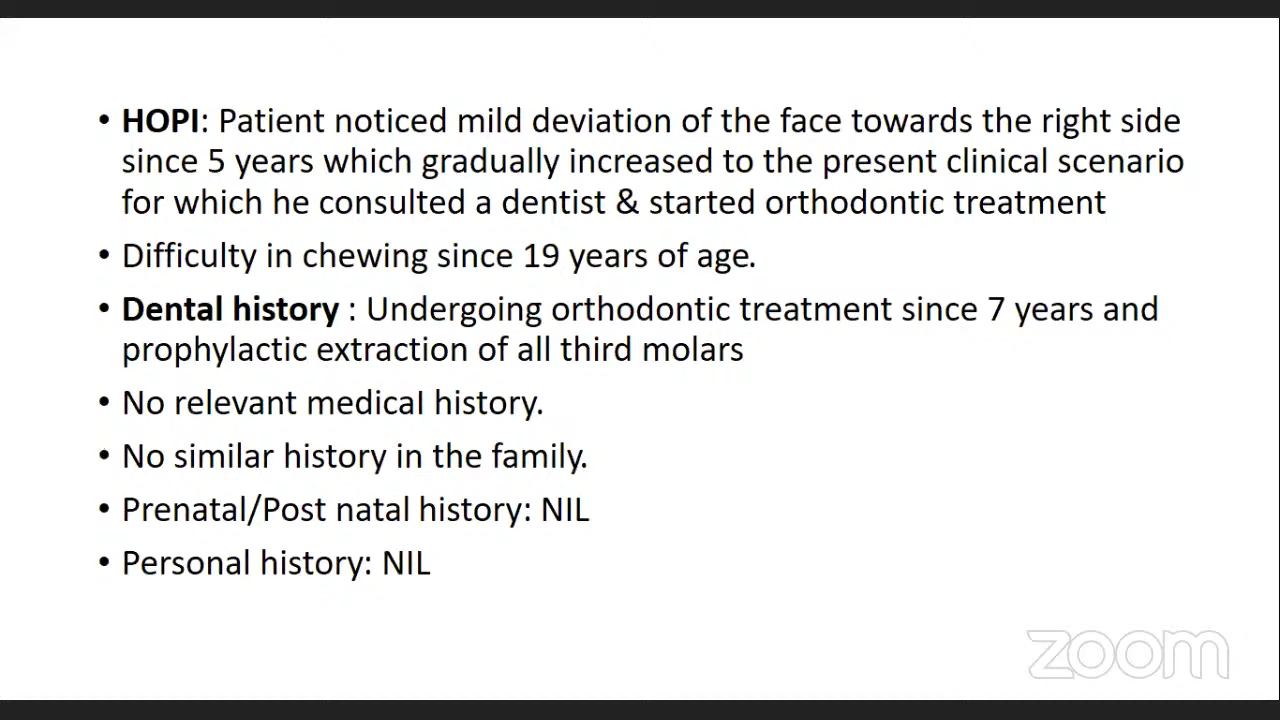 • HOPI: Patient noticed mild deviation of the face towards the right side
since 5 years which gradually increased to the present clinical scenario
for which he consulted a dentist & started orthodontic treatment
• Difficulty in chewing since 19 years of age.
• Dental history : Undergoing orthodontic treatment since 7 years and
prophylactic extraction of all third molars
• No relevant medical history.
• No similar history in the family.
• Prenatal/Post natal history: NIL
• Personal history: NIL
zoom